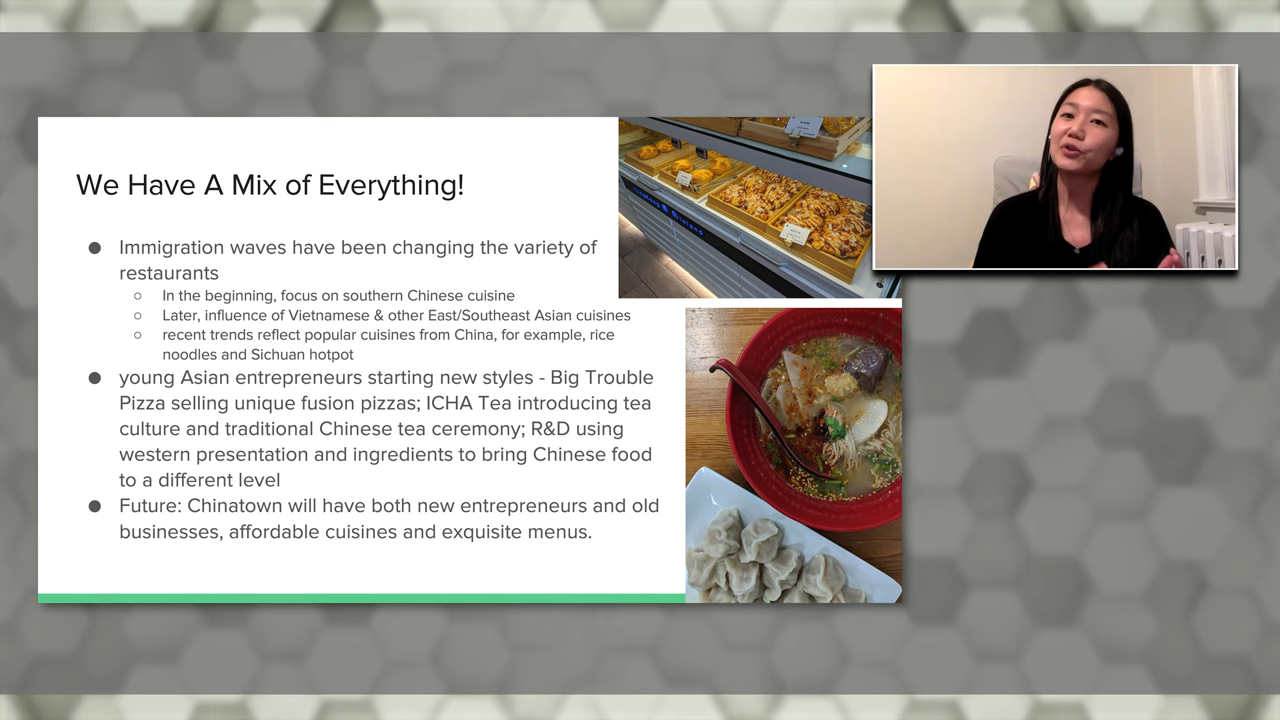 We Have A Mix of Everything!
● Immigration waves have been changing the variety of
restaurants
○ In the beginning, focus on southern Chinese cuisine
○ Later, influence of Vietnamese & other East/Southeast Asian cuisines
○ recent trends reflect popular cuisines from China, for example, rice
noodles and Sichuan hotpot
● young Asian entrepreneurs starting new styles - Big Trouble
Pizza selling unique fusion pizzas; ICHA Tea introducing tea
culture and traditional Chinese tea ceremony; R&D using
western presentation and ingredients to bring Chinese food
to a different level
● Future: Chinatown will have both new entrepreneurs and old
businesses, affordable cuisines and exquisite menus.